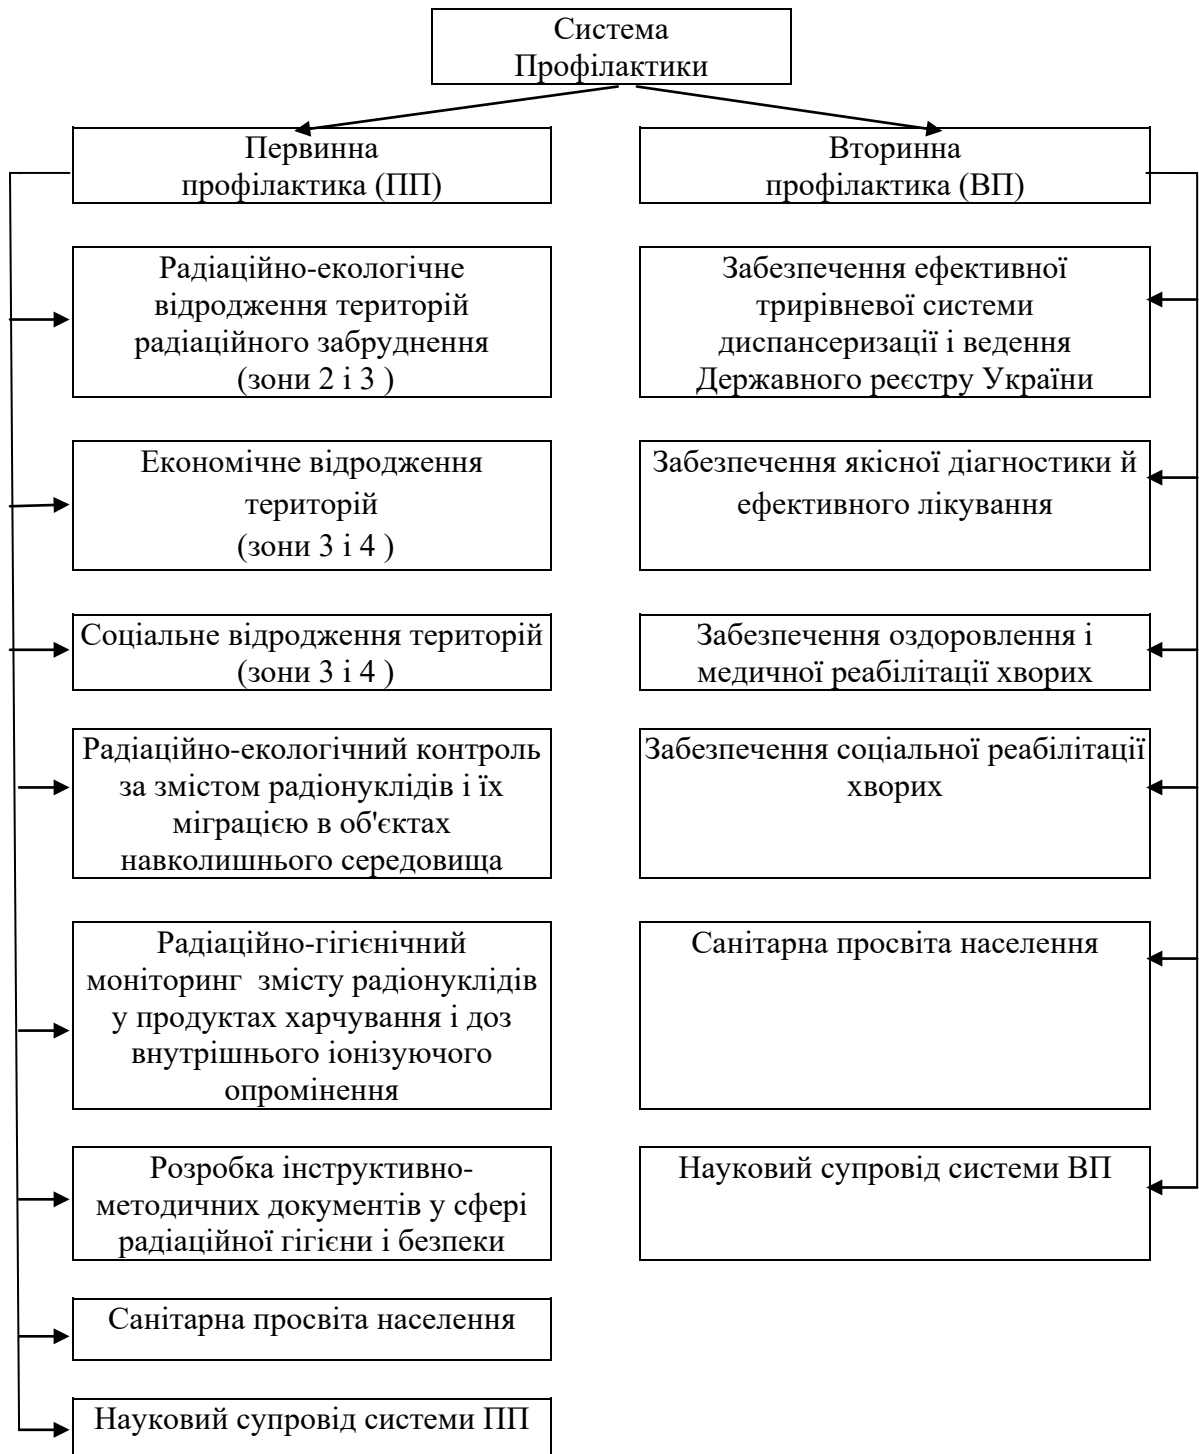 Система
Профілактики
Первинна
профілактика (ПП)
Вторинна
профілактика (ВП)
Радіаційно-екологічне
відродження територій
радіаційного забруднення
(зони 2 і 3 )
Забезпечення ефективної
трирівневої системи
диспансеризації і ведення
Державного реєстру України
Економічне відродження
територій
(зони 3 і 4 )
Забезпечення якісної діагностики й
ефективного лікування
Соціальне відродження територій
(зони 3 і 4 )
Забезпечення оздоровлення і
медичної реабілітації хворих
Радіаційно-екологічний контроль
за змістом радіонуклідів і їх
міграцією в об'єктах
навколишнього середовища
Забезпечення соціальної реабілітації
хворих
Радіаційно-гігієнічний
моніторинг змісту радіонуклідів
у продуктах харчування і доз
внутрішнього іонізуючого
опромінення
Санітарна просвіта населення
Розробка інструктивно-
методичних документів у сфері
радіаційної гігієни і безпеки
Науковий супровід системи ВП
Санітарна просвіта населення
Науковий супровід системи ПП